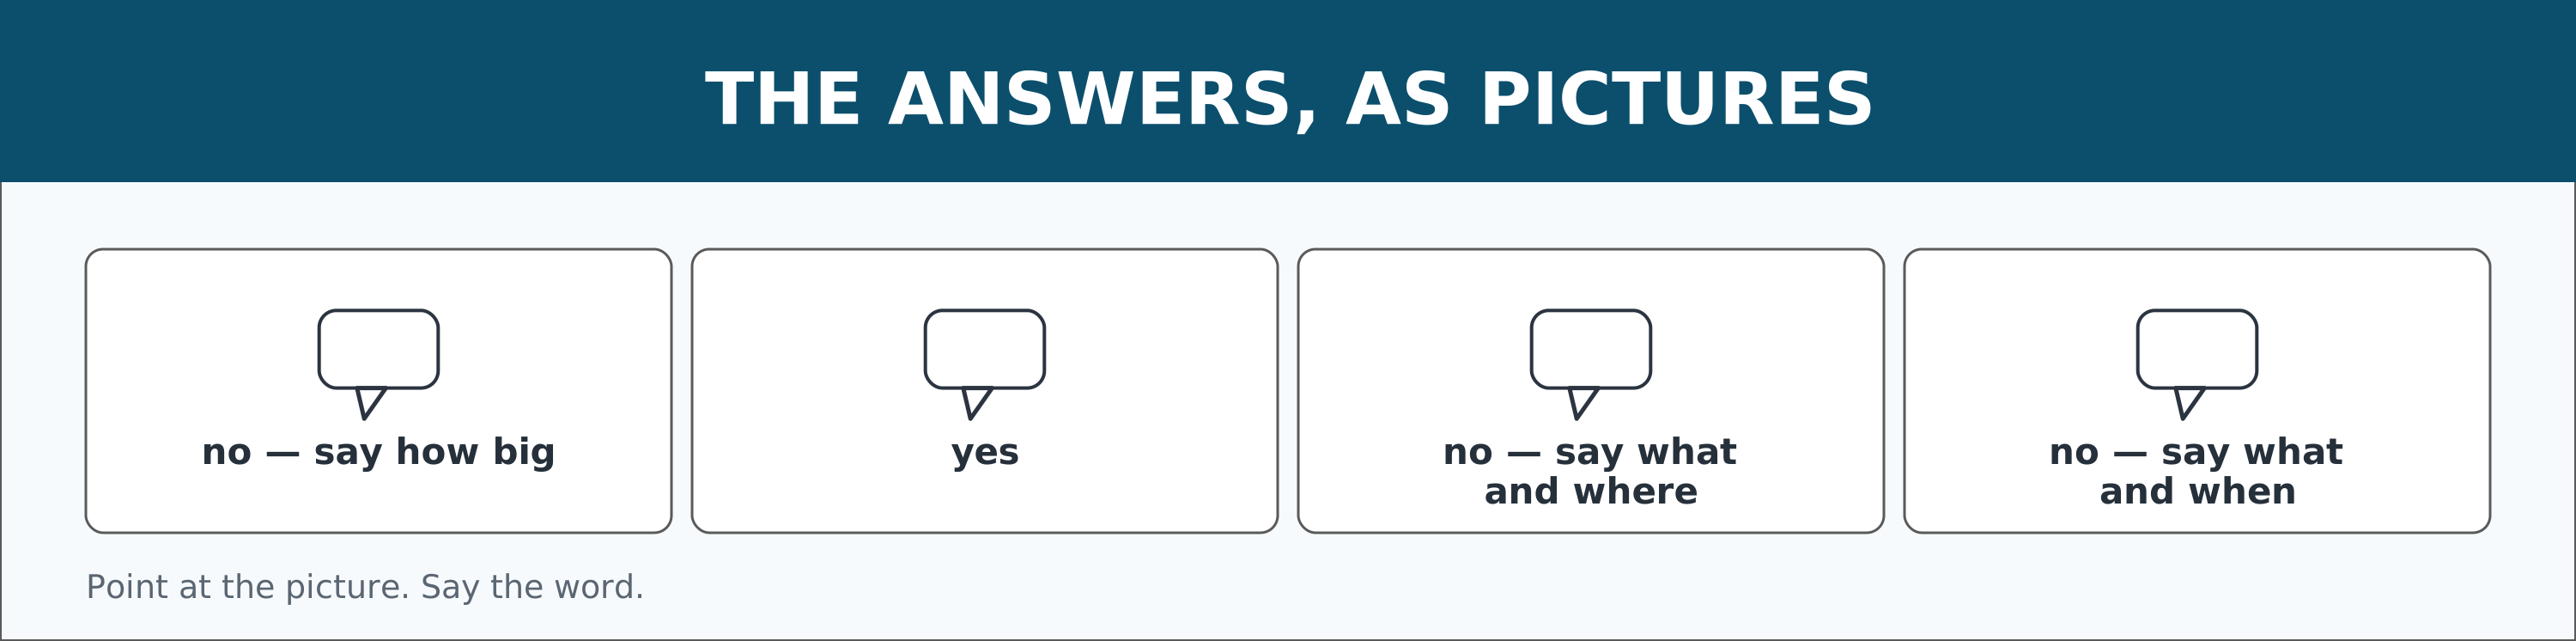 THE ANSWERS, AS PICTURES
no — say how big
yes
no — say what
and where
no — say what
and when
Point at the picture. Say the word.